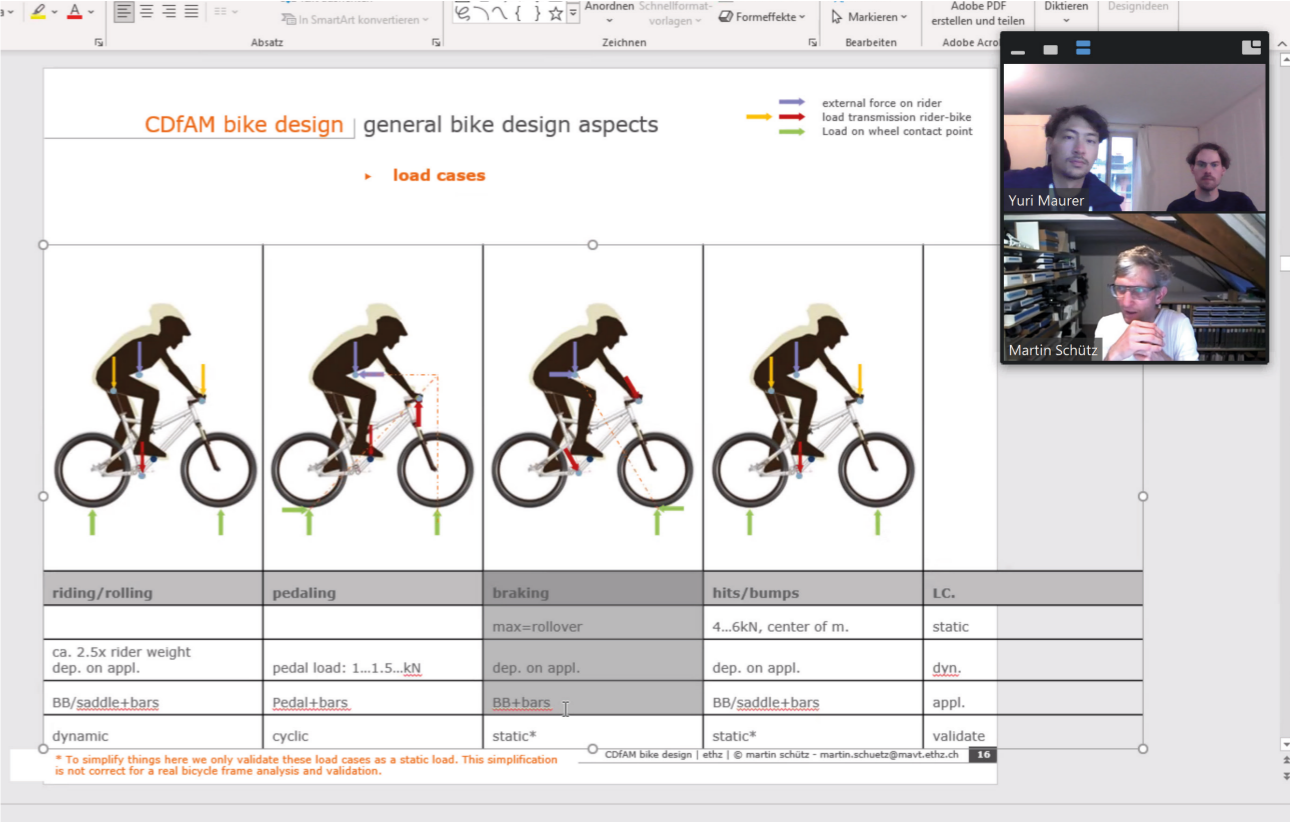 In SmartArt konvertieren
Absatz
Anordnen
Schnellformat-
vorlagen
Formeffekte
Zeichnen
Markieren
Bearbeiten
Adobe PDF
erstellen und teilen
Adobe Acro
Diktieren
Designideen
CDfAM bike design | general bike design aspects
external force on rider
load transmission rider-bike
Load on wheel contact point
load cases
Yuri Maurer
Martin Schütz
riding/rolling pedaling braking hits/bumps LC.
max=rollover 4...6kN, center of m. static
ca. 2.5x rider weight
dep. on appl. pedal load: 1...1.5...kN dep. on appl. dep. on appl. dyn.
BB/saddle+bars Pedal+bars BB+bars BB/saddle+bars appl.
dynamic cyclic static* static* validate
* To simplify things here we only validate these load cases as a static load. This simplification
is not correct for a real bicycle frame analysis and validation.
CDfAM bike design | ethz | © martin schütz - martin.schuetz@mavt.ethz.ch 16